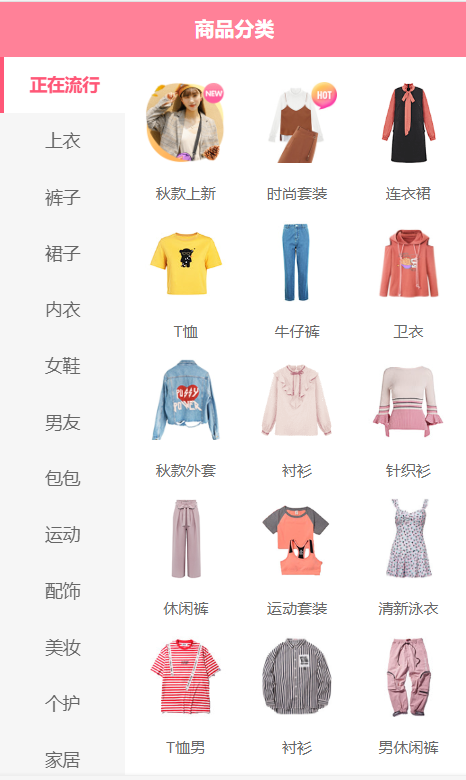 商品分类
正在流行
上衣
裤子
裙子
内衣
女鞋
男友
包包
运动
配饰
美妆
个护
家居
NEW
HOT
秋款上新
时尚套装
连衣裙
T恤
牛仔裤
卫衣
PUSSY
POWER
秋款外套
衬衫
针织衫
休闲裤
运动套装
清新泳衣
T恤男
衬衫
男休闲裤